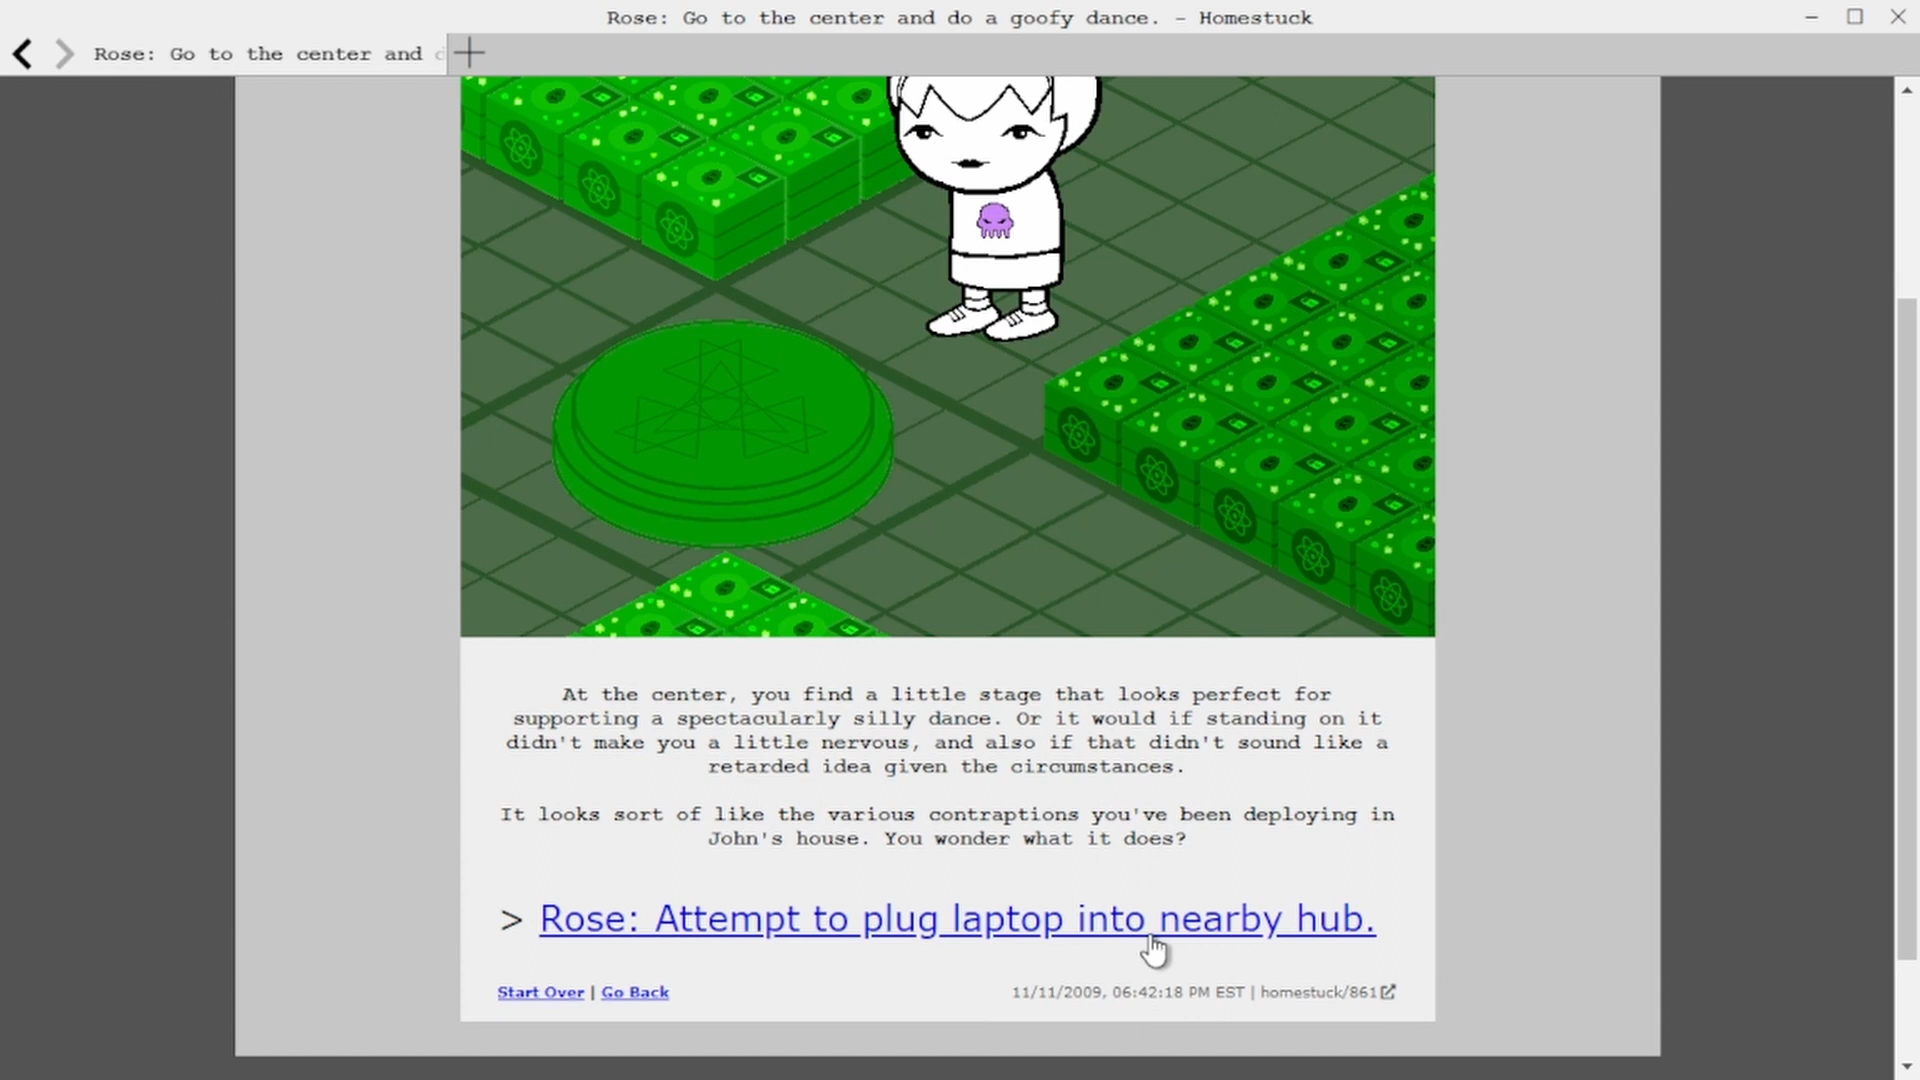 Rose: Go to the center and do a goofy dance. - Homestuck
Rose: Go to the center and
At the center, you find a little stage that looks perfect for
supporting a spectacularly silly dance. Or it would if standing on it
didn't make you a little nervous, and also if that didn't sound like a
retarded idea given the circumstances.
It looks sort of like the various contraptions you've been deploying in
John's house. You wonder what it does?
> Rose: Attempt to plug laptop into nearby hub.
Start Over | Go Back
11/11/2009, 06:42:18 PM EST | homestuck/861